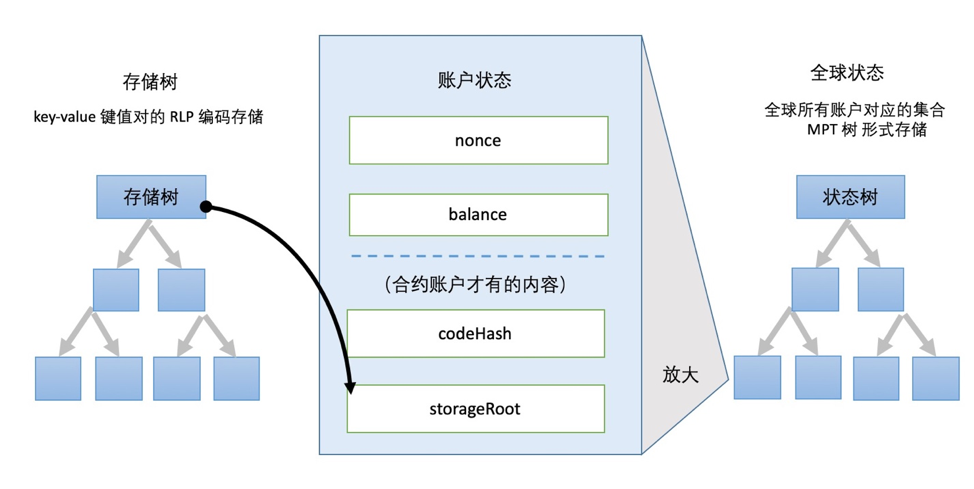 存储树
key-value 键值对的 RLP 编码存储
存储树
账户状态
nonce
balance
（合约账户才有的内容）
codeHash
storageRoot
放大
全球状态
全球所有账户对应的集合
MPT 树 形式存储
状态树